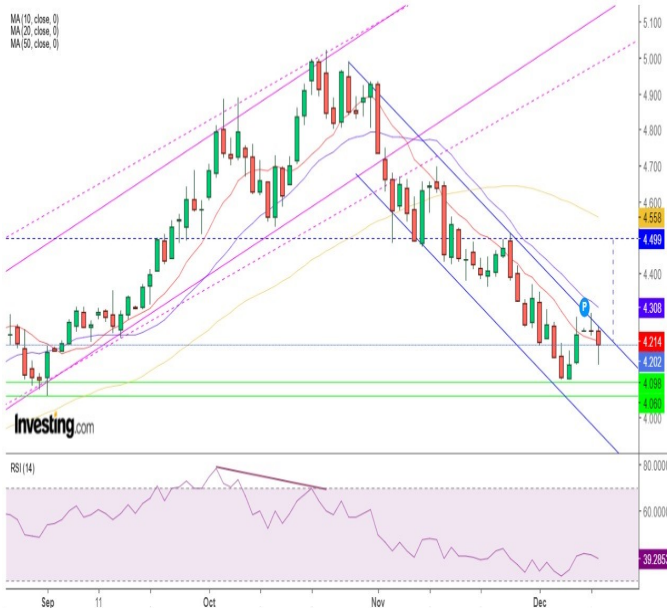 MA (10, close, 0)
MA (20, close, 0)
MA (50, close, 0)
5.100
5.000
4.900
4.800
4.700
4.600
4.558
4.499
4.400
4.308
4.214
4.202
4.098
4.060
4.000
P
Investing.com
RSI (14)
80.0000
60.0000
39.2853
Sep
11
Oct
Nov
Dec